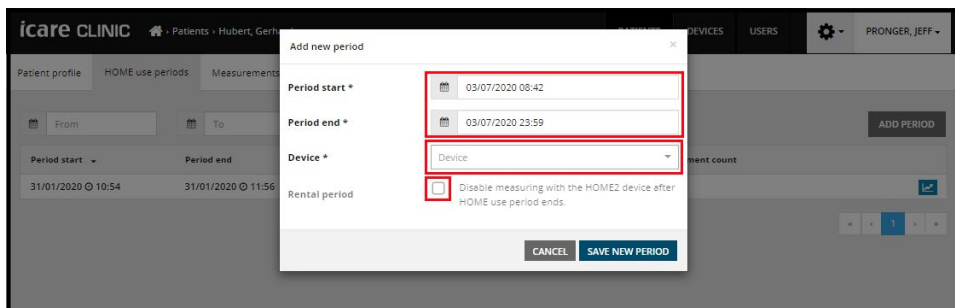 icare CLINIC
Patients › Hubert,
DEVICES
USERS
PRONGER, JEFF
Patient profile
HOME use periods
Measurements
From
To
ADD PERIOD
Period start
Period end
31/01/2020 10:54
31/01/2020 11:56
Add new period
×
Period start *
03/07/2020 08:42
Period end *
03/07/2020 23:59
Device *
Device
Rental period
Disable measuring with the HOME2 device after
HOME use period ends.
CANCEL
SAVE NEW PERIOD
count
«
‹
1
›
»